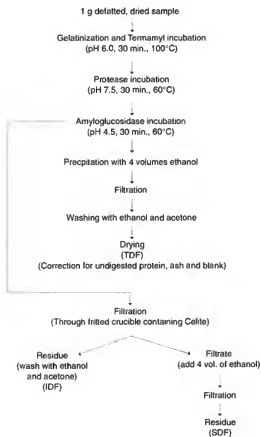 1 g defatted, dried sample
Gelatinization and Termamyl incubation
(pH 6.0, 30 min., 100°C)
Protease incubation
(pH 7.5, 30 min., 60°C)
Amyloglucosidase incubation
(pH 4.5, 30 min., 60°C)
Precpitation with 4 volumes ethanol
Filtration
Washing with ethanol and acetone
Drying
(TDF)
(Correction for undigested protein, ash and blank)
Filtration
(Through fritted crucible containing Celite)
Residue
(wash with ethanol
and acetone)
(IDF)
Filtrate
(add 4 vol. of ethanol)
Filtration
Residue
(SDF)